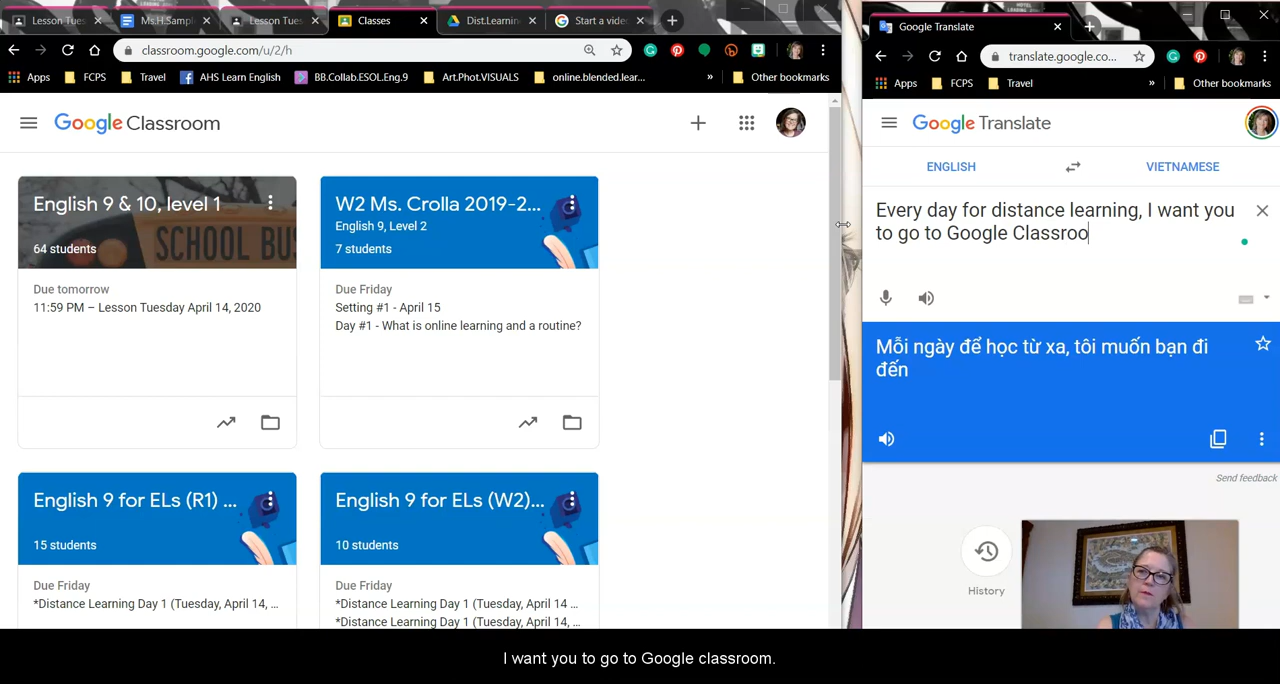 Lesson Tues
Ms.H.Sampl
Lesson Tues
Classes
Dist.Learnin
Start a video
classroom.google.com/u/2/h
Apps
FCPS
Travel
AHS Learn English
BB.Collab.ESOL.Eng.9
Art.Phot.VISUALS
online.blended.lear...
»
Other bookmarks
Google Classroom
English 9 & 10, level 1
64 students
SCHOOL BUS
Due tomorrow
11:59 PM – Lesson Tuesday April 14, 2020
W2 Ms. Crolla 2019-2...
English 9, Level 2
7 students
Due Friday
Setting #1 - April 15
Day #1 - What is online learning and a routine?
English 9 for ELs (R1) ...
15 students
Due Friday
*Distance Learning Day 1 (Tuesday, April 14, ...
English 9 for ELs (W2)...
10 students
Due Friday
*Distance Learning Day 1 (Tuesday, April 14 ...
*Distance Learning Day 1 (Tuesday, April 14, ...
Google Translate
translate.google.co...
Apps
FCPS
Travel
»
Other bookmarks
Google Translate
ENGLISH
VIETNAMESE
Every day for distance learning, I want you
to go to Google Classroo
Mỗi ngày để học từ xa, tôi muốn bạn đi
đến
Send feedback
History
I want you to go to Google classroom.